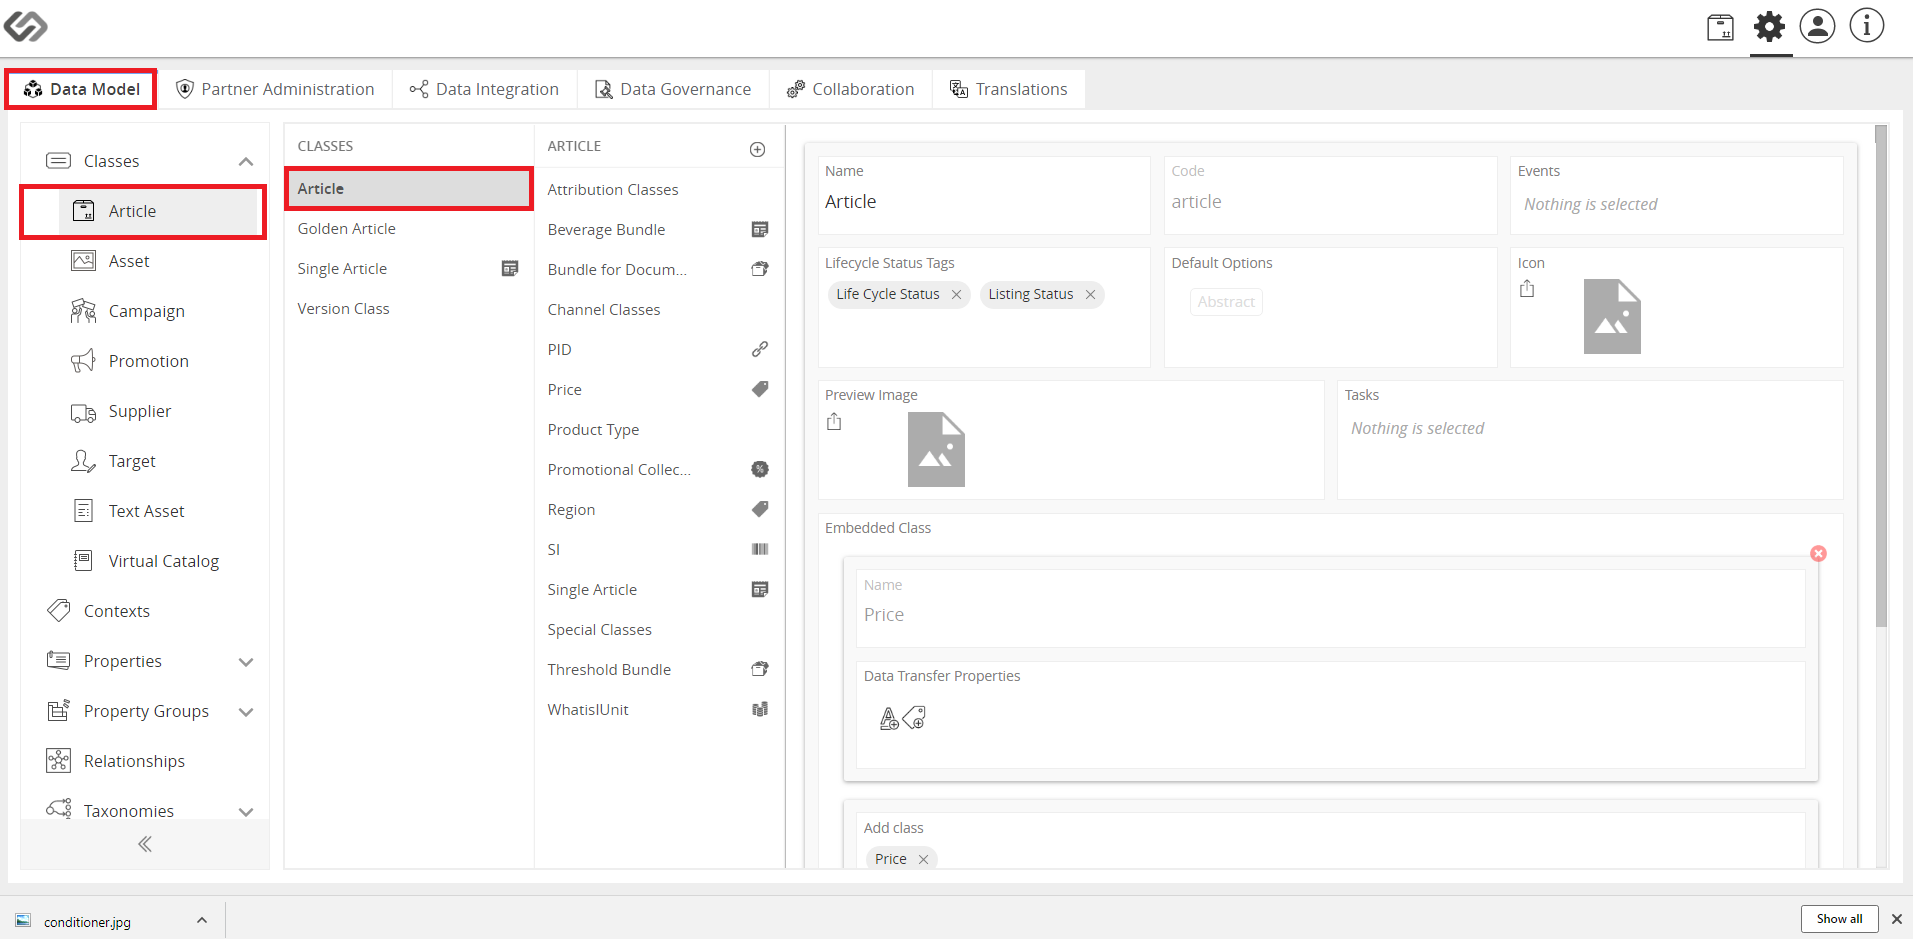 Data Model
Partner Administration
Data Integration
Data Governance
Collaboration
Translations
Classes
Article
Asset
Campaign
Promotion
Supplier
Target
Text Asset
Virtual Catalog
Contexts
Properties
Property Groups
Relationships
Taxonomies
CLASSES
Article
Golden Article
Single Article
Version Class
ARTICLE
Attribution Classes
Beverage Bundle
Bundle for Docum...
Channel Classes
PID
Price
Product Type
Promotional Collec...
Region
SI
Single Article
Special Classes
Threshold Bundle
WhatisIUnit
Name
Article
Code
article
Events
Nothing is selected
Lifecycle Status Tags
Life Cycle Status
Listing Status
Default Options
Abstract
Icon
Preview Image
Tasks
Nothing is selected
Embedded Class
Name
Price
Data Transfer Properties
Add class
Price
conditioner.jpg
Show all